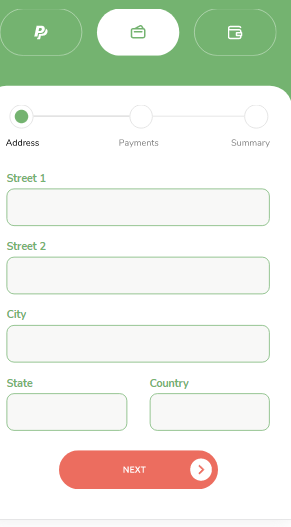 Address Payments Summary
Street 1
Street 2
City
State Country
NEXT